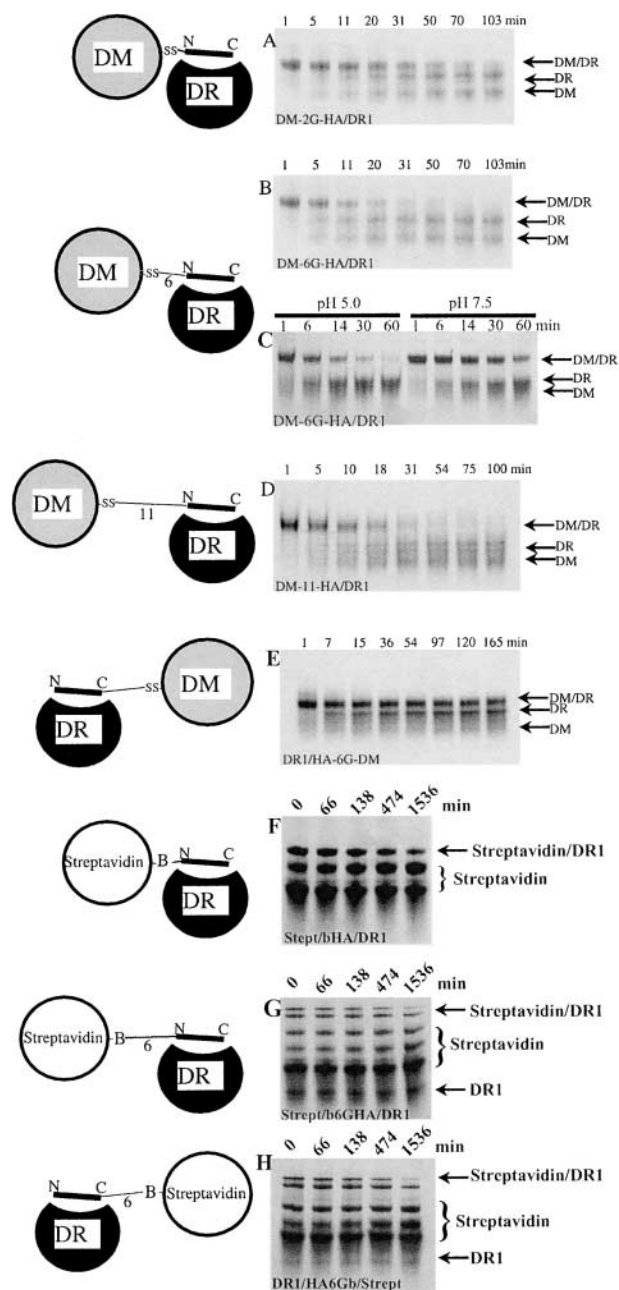 1 5 11 20 31 50 70 103 min
A
DM ss N C
DR
DM/DR
DR
DM
DM-2G-HA/DR1
1 5 11 20 31 50 70 103min
B
DM/DR
DR
DM
DM-6G-HA/DR1
DM ss 6 N C
DR
pH 5.0 pH 7.5
1 6 14 30 60 1 6 14 30 60 min
C
DM/DR
DR
DM
DM-6G-HA/DR1
1 5 10 18 31 54 75 100 min
D
DM ss 11 N C
DR
DM/DR
DR
DM
DM-11-HA/DR1
1 7 15 36 54 97 120 165 min
E
N C ss DM
DR
DM/DR
DR
DM
DR1/HA-6G-DM
0 66 138 474 1536 min
F
Streptavidin B N C
DR
Streptavidin/DR1
Streptavidin
Stept/bHA/DR1
0 66 138 474 1536 min
G
Streptavidin B 6 N C
DR
Streptavidin/DR1
Streptavidin
DR1
Strept/b6GHA/DR1
0 66 138 474 1536 min
H
N C 6 B Streptavidin
DR
Streptavidin/DR1
Streptavidin
DR1
DR1/HA6Gb/Strept